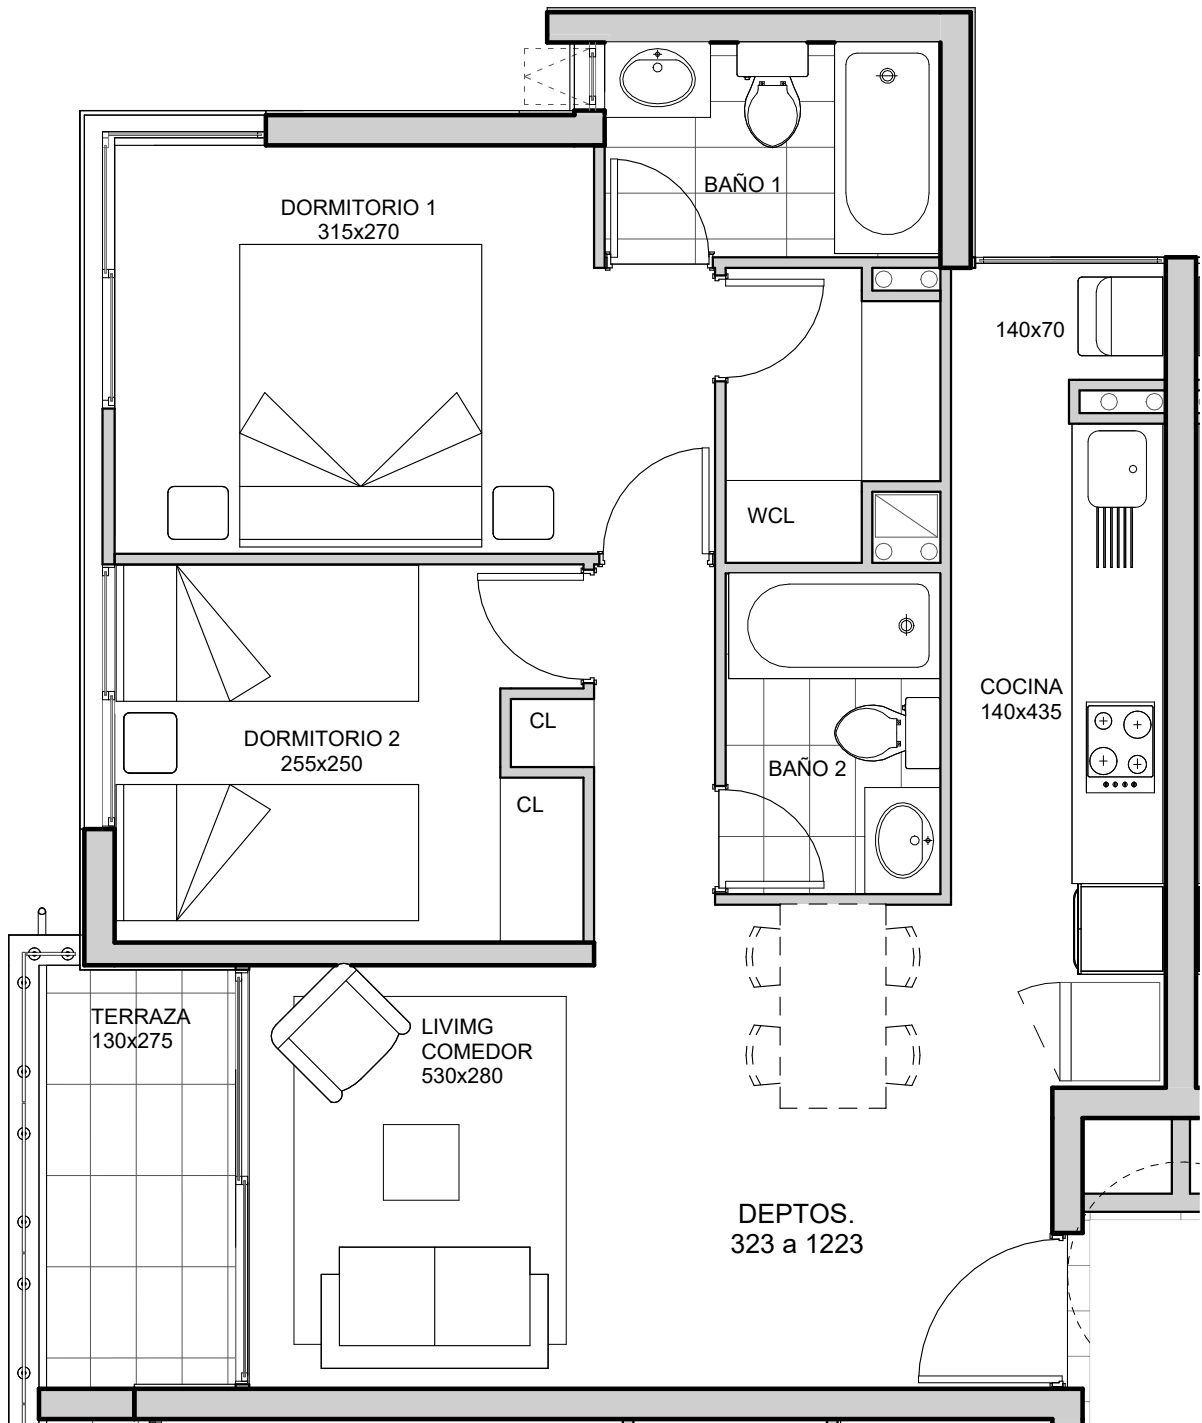 BAÑO 1
DORMITORIO 1
315x270
140x70
WCL
COCINA
140x435
CL
DORMITORIO 2
255x250
BAÑO 2
CL
TERRAZA
130x275
LIVIMG
COMEDOR
530x280
DEPTOS.
323 a 1223